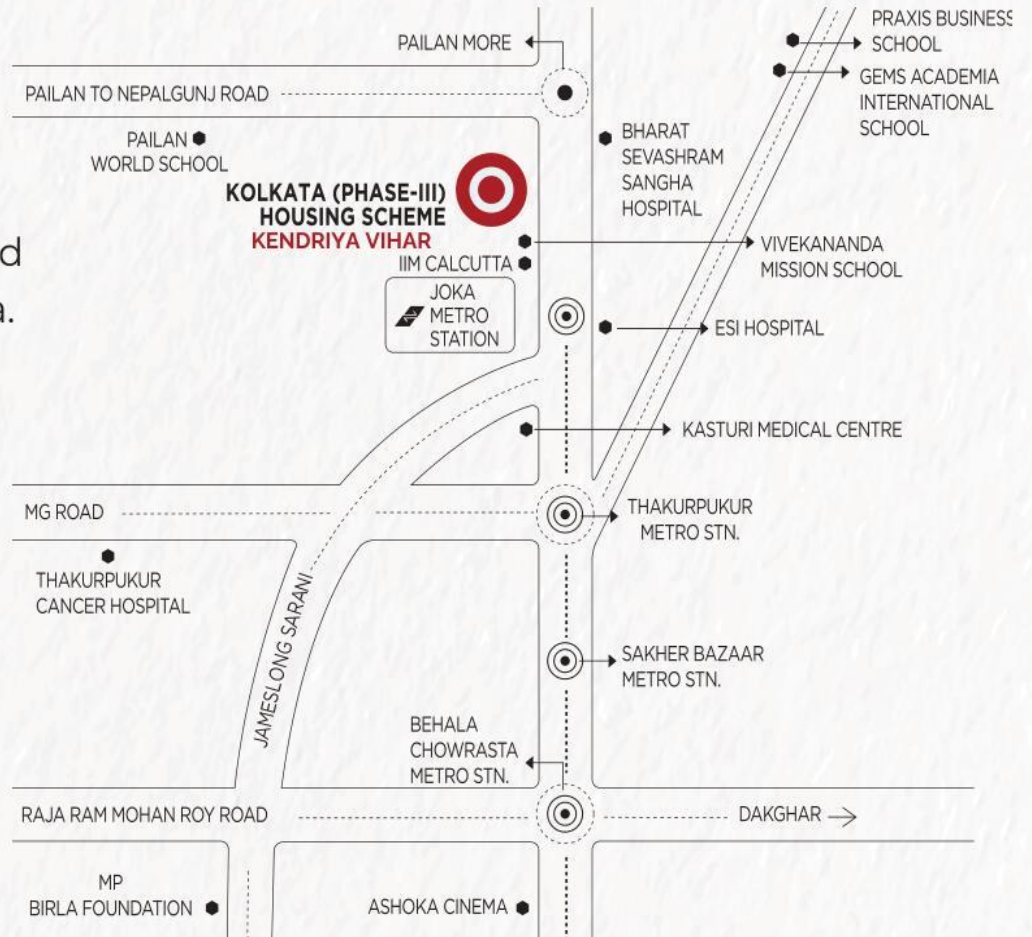 PAILAN MORE
PRAXIS BUSINESS
SCHOOL
GEMS ACADEMIA
INTERNATIONAL
SCHOOL
PAILAN TO NEPALGUNJ ROAD
PAILAN
WORLD SCHOOL
BHARAT
SEVASHRAM
SANGHA
HOSPITAL
KOLKATA (PHASE-III)
HOUSING SCHEME
KENDRIYA VIHAR
VIVEKANANDA
MISSION SCHOOL
IIM CALCUTTA
JOKA
METRO
STATION
ESI HOSPITAL
KASTURI MEDICAL CENTRE
MG ROAD
THAKURPUKUR
METRO STN.
THAKURPUKUR
CANCER HOSPITAL
JAMESLONG SARANI
SAKHER BAZAAR
METRO STN.
BEHALA
CHOWRASTA
METRO STN.
RAJA RAM MOHAN ROY ROAD
DAKGHAR
MP
BIRLA FOUNDATION
ASHOKA CINEMA